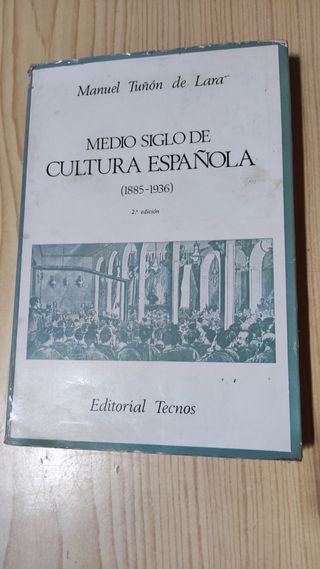 Manuel Tuñón de Lara
MEDIO SIGLO DE
CULTURA ESPAÑOLA
(1885-1936)
2.ª edición
Editorial Tecnos